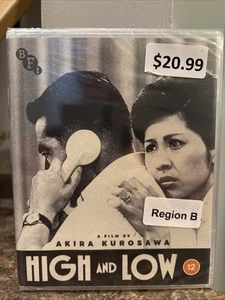 BFI
$20.99
Region B
A FILM BY
AKIRA KUROSAWA
HIGH AND LOW
12